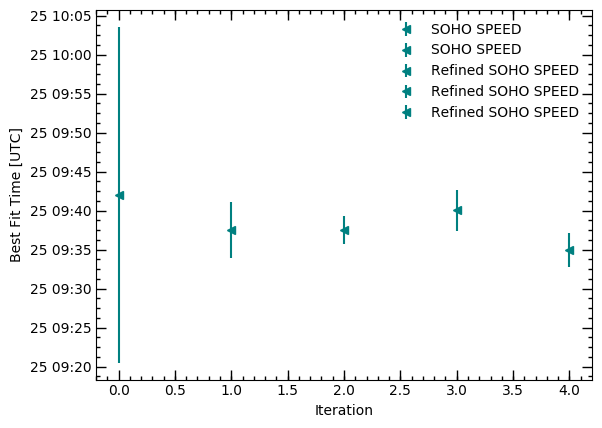 25 10:05
25 10:00
25 09:55
25 09:50
25 09:45
25 09:40
25 09:35
25 09:30
25 09:25
25 09:20
Best Fit Time [UTC]
SOHO SPEED
SOHO SPEED
Refined SOHO SPEED
Refined SOHO SPEED
Refined SOHO SPEED
0.0 0.5 1.0 1.5 2.0 2.5 3.0 3.5 4.0
Iteration